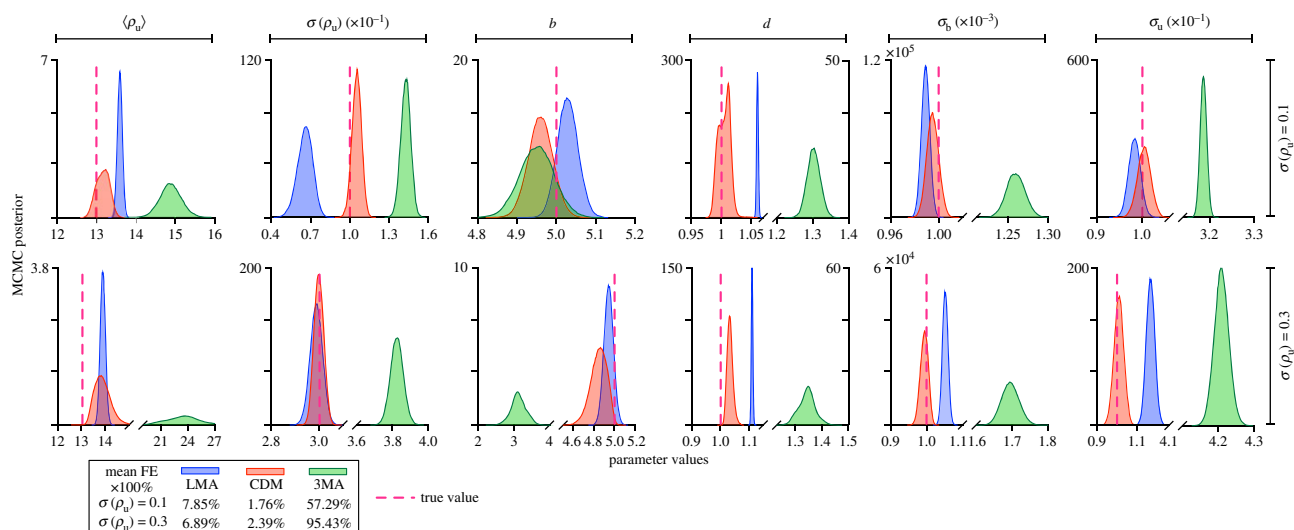 ⟨ρu⟩ σ(ρu) (×10−1) b d σb (×10−3) σu (×10−1)
7 120 20 300 50 1.2 ×10⁵ 600
12 13 14 15 16 0.4 0.7 1.0 1.3 1.6 4.8 4.9 5.0 5.1 5.2 0.95 1 1.05 1.3 1.4 0.96 1.00 1.25 1.30 0.9 1.0 3.2 3.3
σ(ρu) = 0.1
MCMC posterior
3.8 200 10 150 60 6 ×10⁴ 200
12 13 14 21 24 27 2.8 3.0 3.6 3.8 4.0 2 3 4 4.6 4.8 5.0 5.2 0.9 1.0 1.1 1.3 1.4 1.5 0.9 1.0 1.1 1.6 1.7 1.8 0.9 1.1 4.1 4.2 4.3
σ(ρu) = 0.3
parameter values
mean FE
×100% LMA CDM 3MA
σ(ρu) = 0.1 7.85% 1.76% 57.29%
σ(ρu) = 0.3 6.89% 2.39% 95.43%
true value